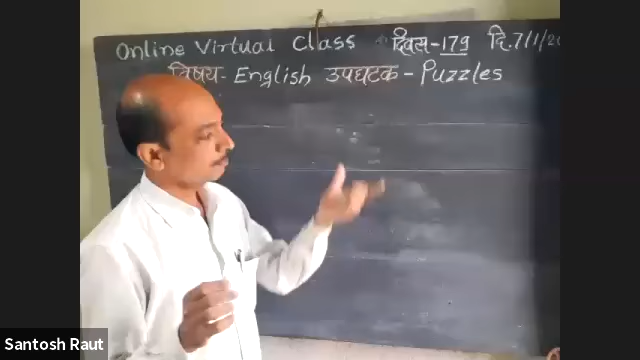 Online Virtual Class दिवस-179 दि.7/1/20
विषय- English उपघटक - Puzzles
Santosh Raut